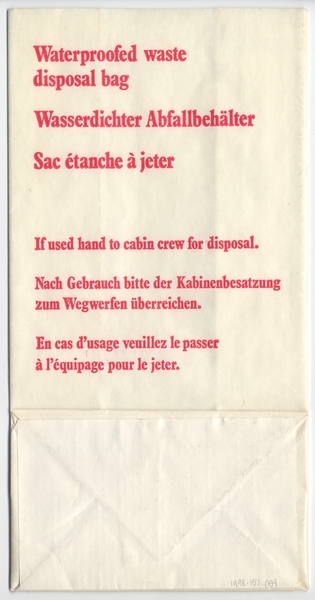 Waterproofed waste
disposal bag
Wasserdichter Abfallbehälter
Sac étanche à jeter
If used hand to cabin crew for disposal.
Nach Gebrauch bitte der Kabinenbesatzung
zum Wegwerfen überreichen.
En cas d'usage veuillez le passer
à l'équipage pour le jeter.